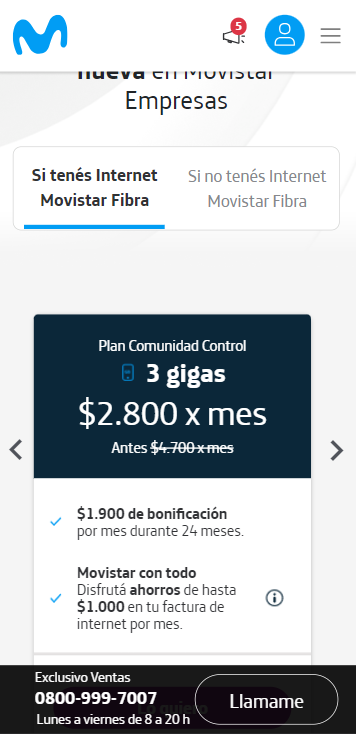 5
nueva en Movistar
Empresas
Si tenés Internet
Movistar Fibra
Si no tenés Internet
Movistar Fibra
Plan Comunidad Control
3 gigas
$2.800 x mes
Antes $4.700 x mes
$1.900 de bonificación
por mes durante 24 meses.
Movistar con todo
Disfrutá ahorros de hasta
$1.000 en tu factura de
internet por mes.
Lo quiero
Exclusivo Ventas
0800-999-7007
Lunes a viernes de 8 a 20 h
Llamame